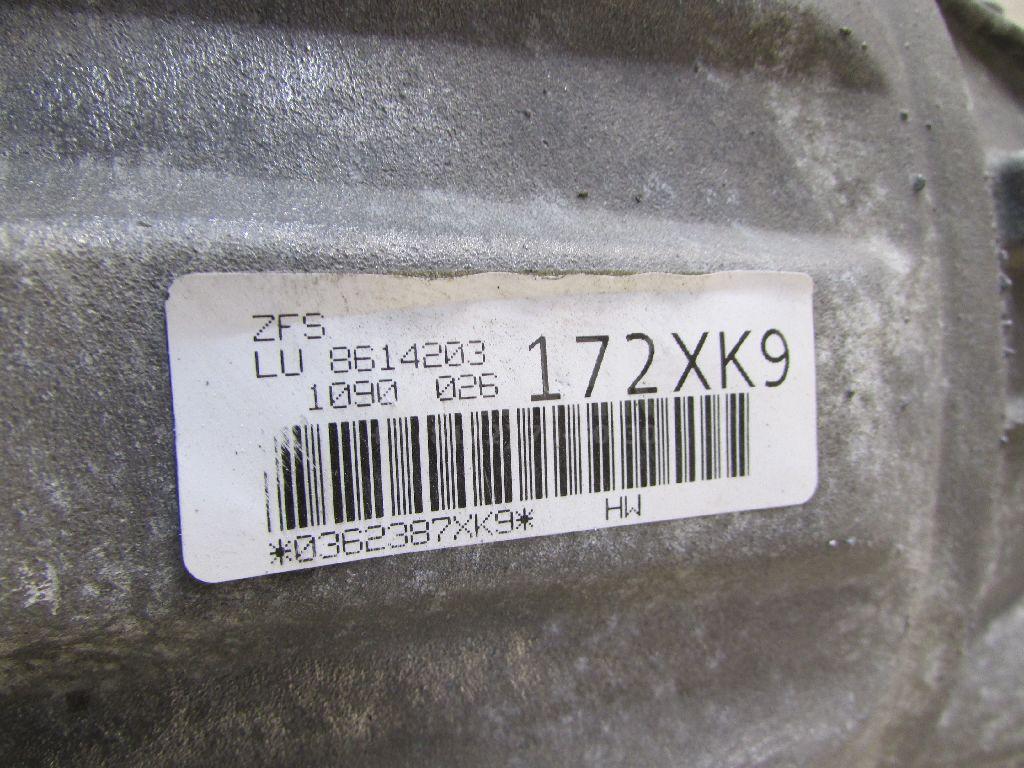 ZFS
LU 8614203
1090 026 172XK9
*0362387XK9* HW